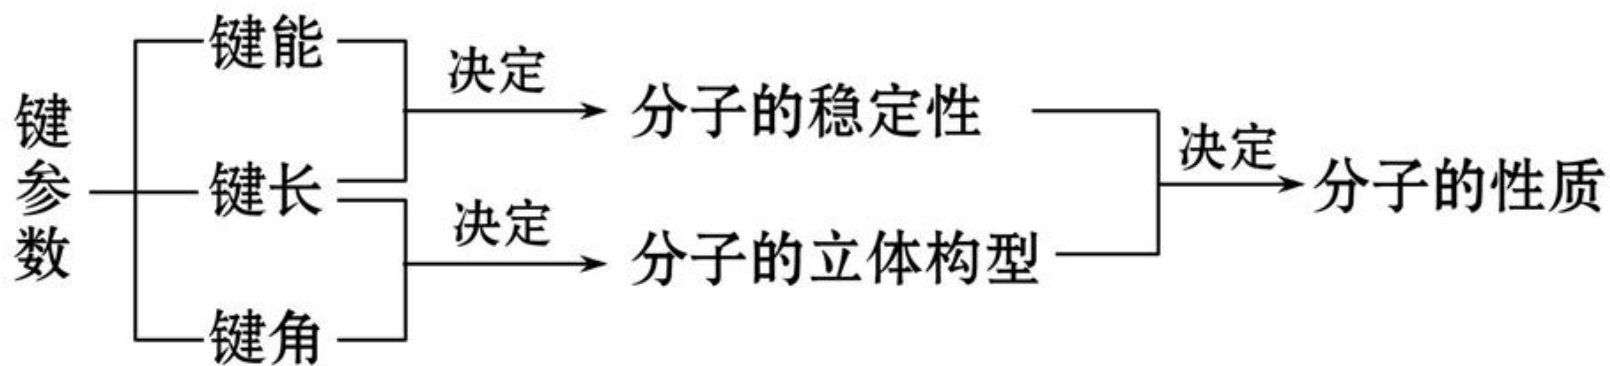 键参数
键能
键长
键角
决定
分子的稳定性
决定
分子的立体构型
决定
分子的性质